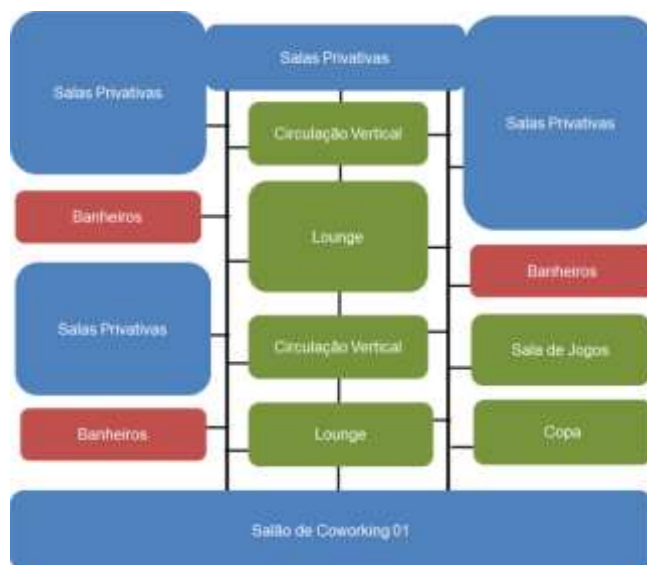 Salas Privativas
Salas Privativas
Salas Privativas
Circulação Vertical
Banheiros
Lounge
Banheiros
Salas Privativas
Circulação Vertical
Sala de Jogos
Banheiros
Lounge
Copa
Salão de Coworking 01